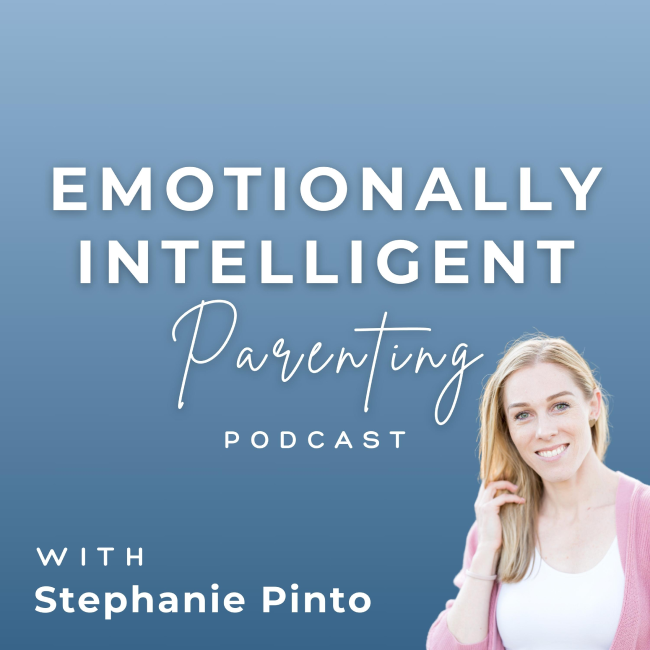 EMOTIONALLY
INTELLIGENT
Parenting
PODCAST
WITH
Stephanie Pinto